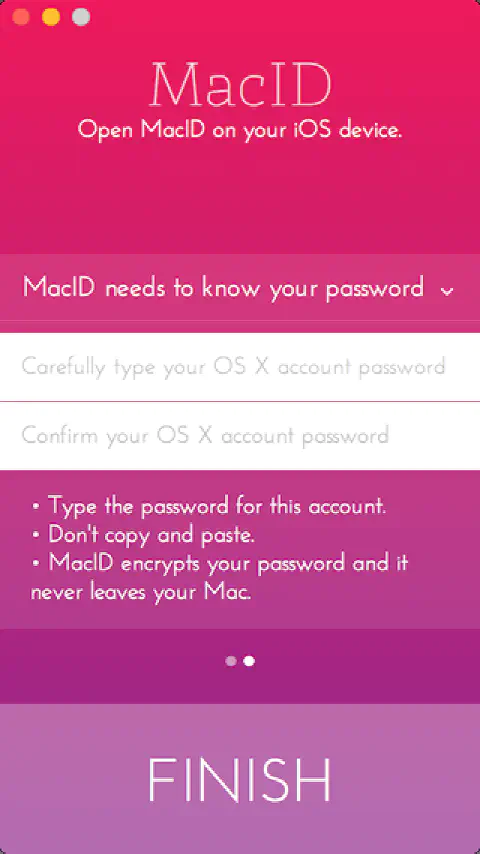 MacID
Open MacID on your iOS device.
MacID needs to know your password
Carefully type your OS X account password
Confirm your OS X account password
• Type the password for this account.
• Don't copy and paste.
• MacID encrypts your password and it
never leaves your Mac.
FINISH